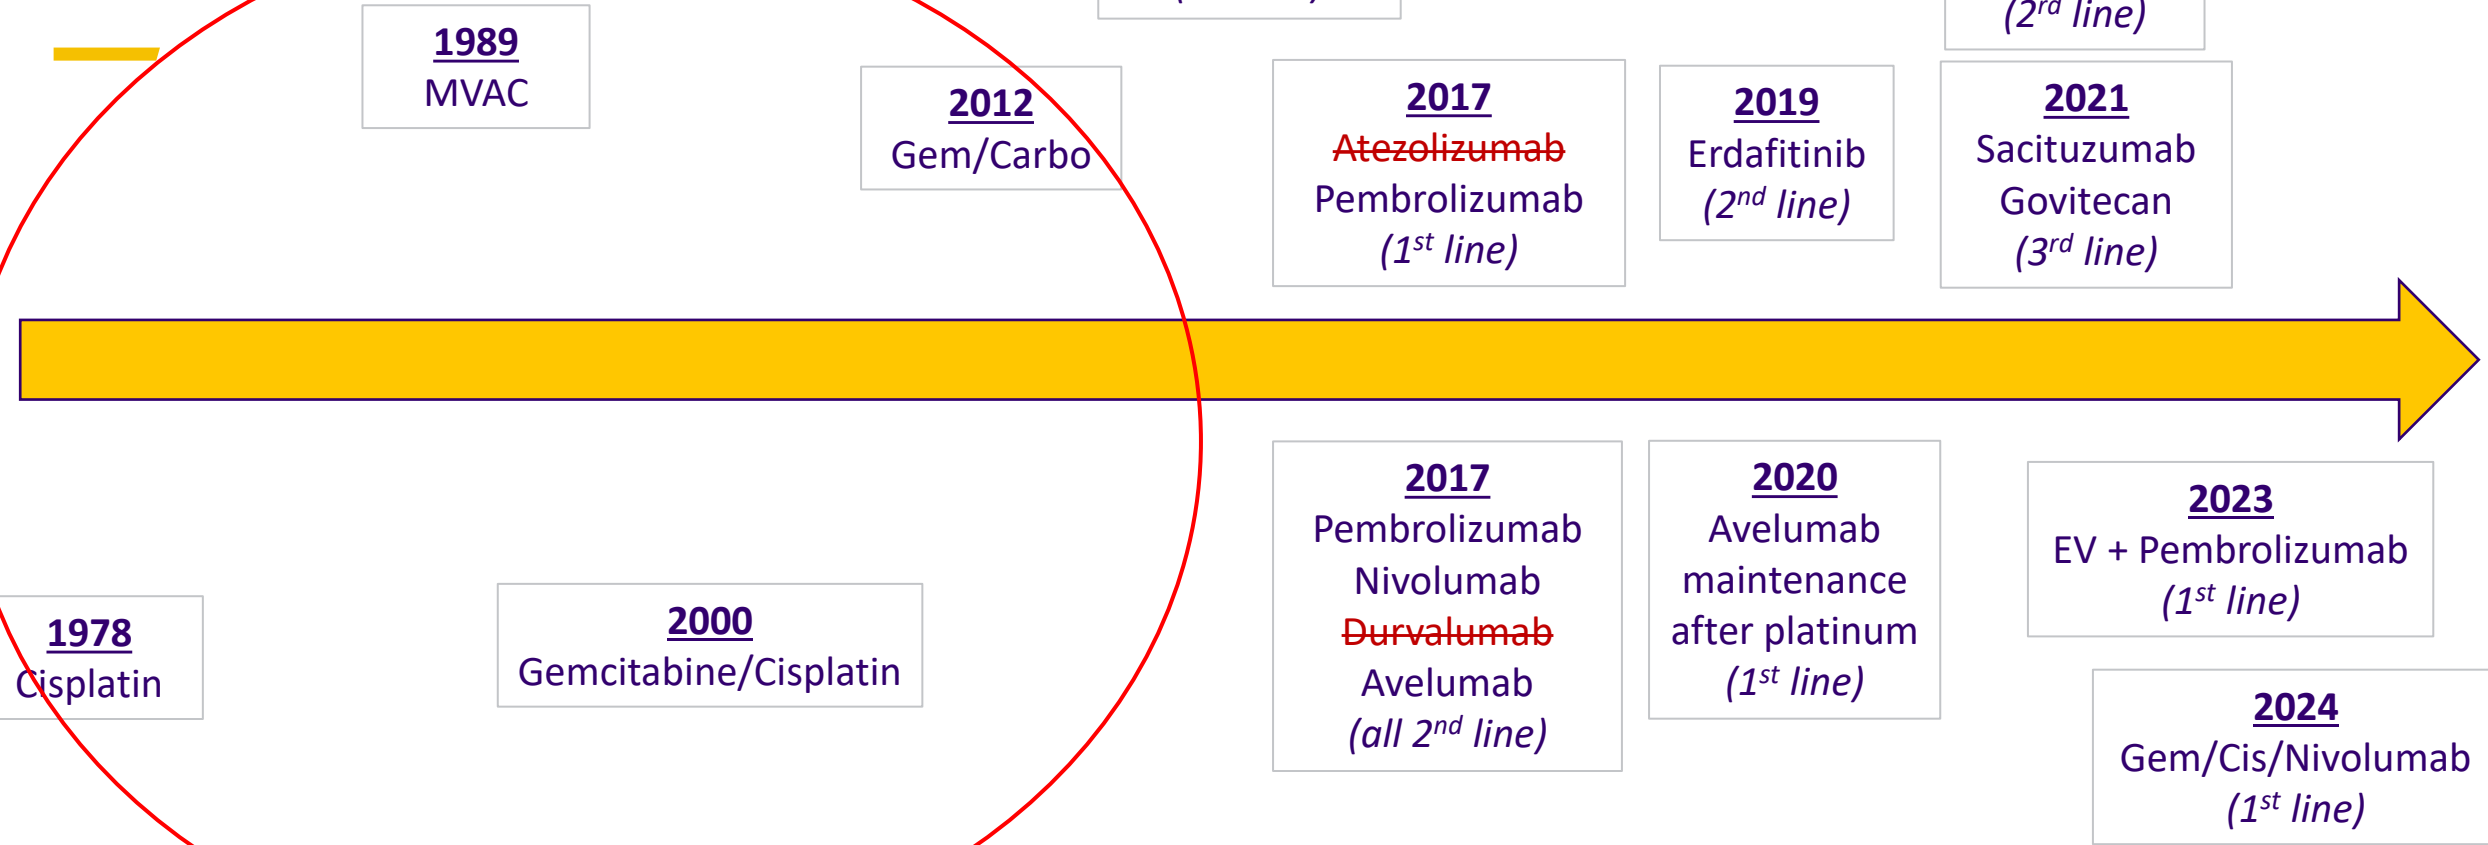 (2rd line)
1989
MVAC
2012
Gem/Carbo
2017
Atezolizumab
Pembrolizumab
(1st line)
2019
Erdafitinib
(2nd line)
2021
Sacituzumab
Govitecan
(3rd line)
1978
Cisplatin
2000
Gemcitabine/Cisplatin
2017
Pembrolizumab
Nivolumab
Durvalumab
Avelumab
(all 2nd line)
2020
Avelumab
maintenance
after platinum
(1st line)
2023
EV + Pembrolizumab
(1st line)
2024
Gem/Cis/Nivolumab
(1st line)